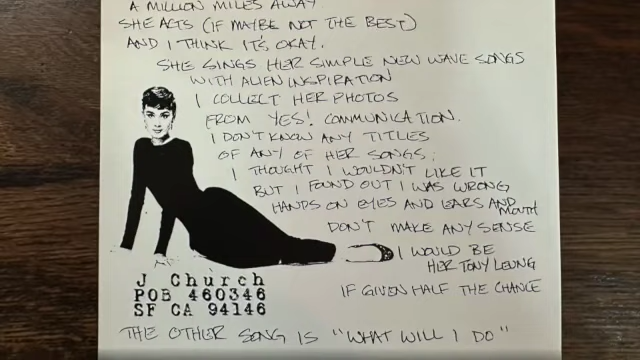 A MILLION MILES AWAY.
SHE ACTS (IF MAYBE NOT THE BEST)
AND I THINK IT'S OKAY.
SHE SINGS HER SIMPLE NEW WAVE SONGS
WITH ALIEN INSPIRATION
I COLLECT HER PHOTOS
FROM YES! COMMUNICATION.
I DON'T KNOW ANY TITLES
OF ANY OF HER SONGS;
I THOUGHT I WOULDN'T LIKE IT
BUT I FOUND OUT I WAS WRONG
HANDS ON EYES AND EARS AND MOUTH
DON'T MAKE ANY SENSE
I WOULD BE
HER TONY LEUNG
IF GIVEN HALF THE CHANCE
J Church
POB 460346
SF CA 94146
THE OTHER SONG IS "WHAT WILL I DO"